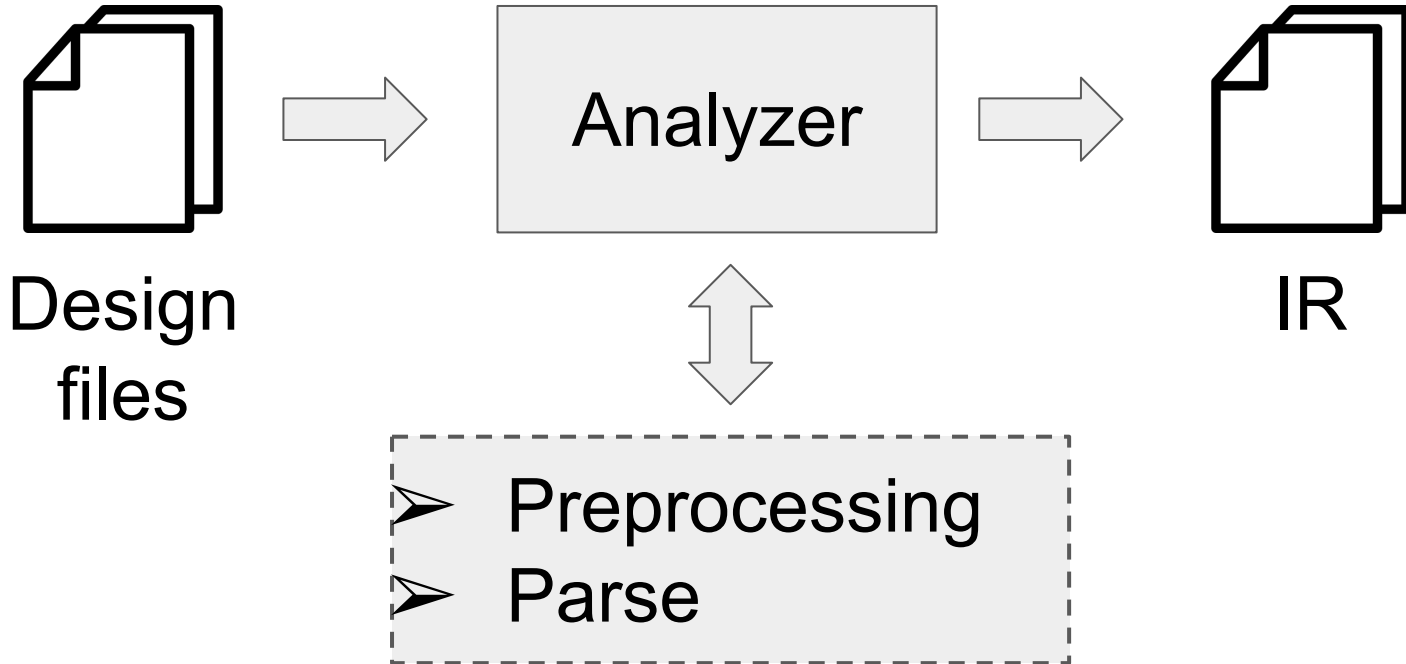 Analyzer
Design
files
IR
Preprocessing
Parse